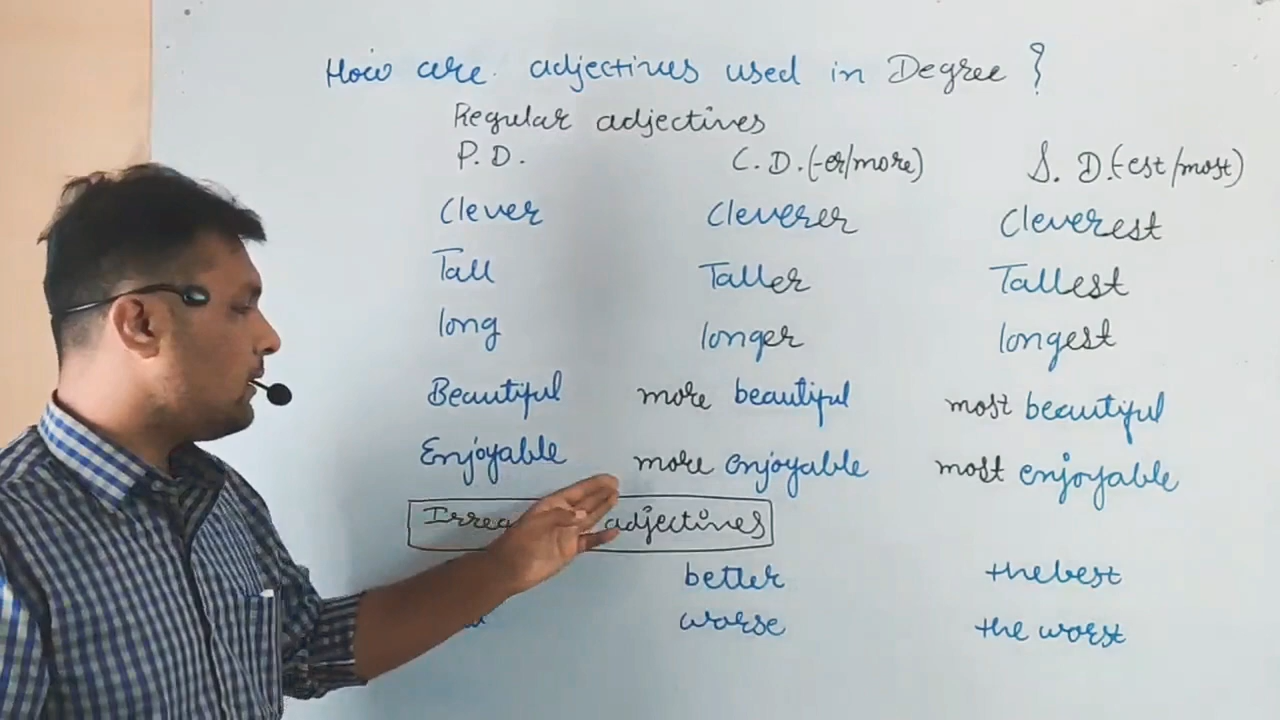 How are adjectives used in Degree ?
Regular adjectives
P. D. C. D. (-er/more) S. D. (-est/most)
Clever Cleverer Cleverest
Tall Taller Tallest
long longer longest
Beautiful more beautiful most beautiful
Enjoyable more enjoyable most enjoyable
adjectives
better the best
worse the worst